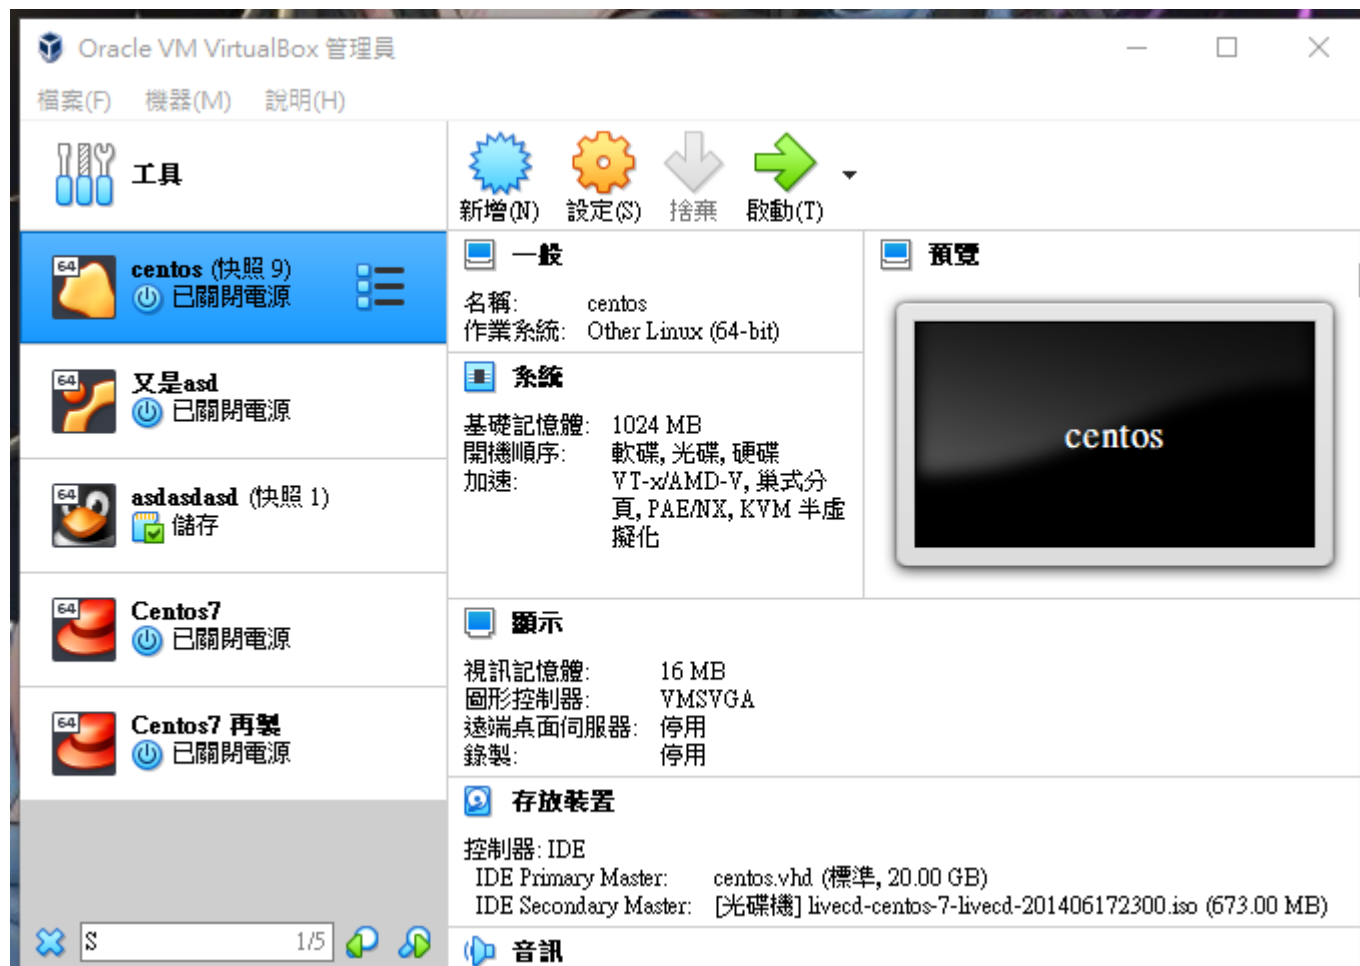 Oracle VM VirtualBox 管理員
檔案(F) 機器(M) 說明(H)
工具
新增(N) 設定(S) 捨棄 啟動(T)
64
centos (快照 9)
已關閉電源
64
又是asd
已關閉電源
64
asdasdasd (快照 1)
儲存
64
Centos7
已關閉電源
64
Centos7 再製
已關閉電源
S 1/5
一般
名稱: centos
作業系統: Other Linux (64-bit)
預覽
centos
系統
基礎記憶體: 1024 MB
開機順序: 軟碟, 光碟, 硬碟
加速: VT-x/AMD-V, 巢式分
頁, PAE/NX, KVM 半虛
擬化
顯示
視訊記憶體: 16 MB
圖形控制器: VMSVGA
遠端桌面伺服器: 停用
錄製: 停用
存放裝置
控制器: IDE
IDE Primary Master: centos.vhd (標準, 20.00 GB)
IDE Secondary Master: [光碟機] livecd-centos-7-livecd-201406172300.iso (673.00 MB)
音訊